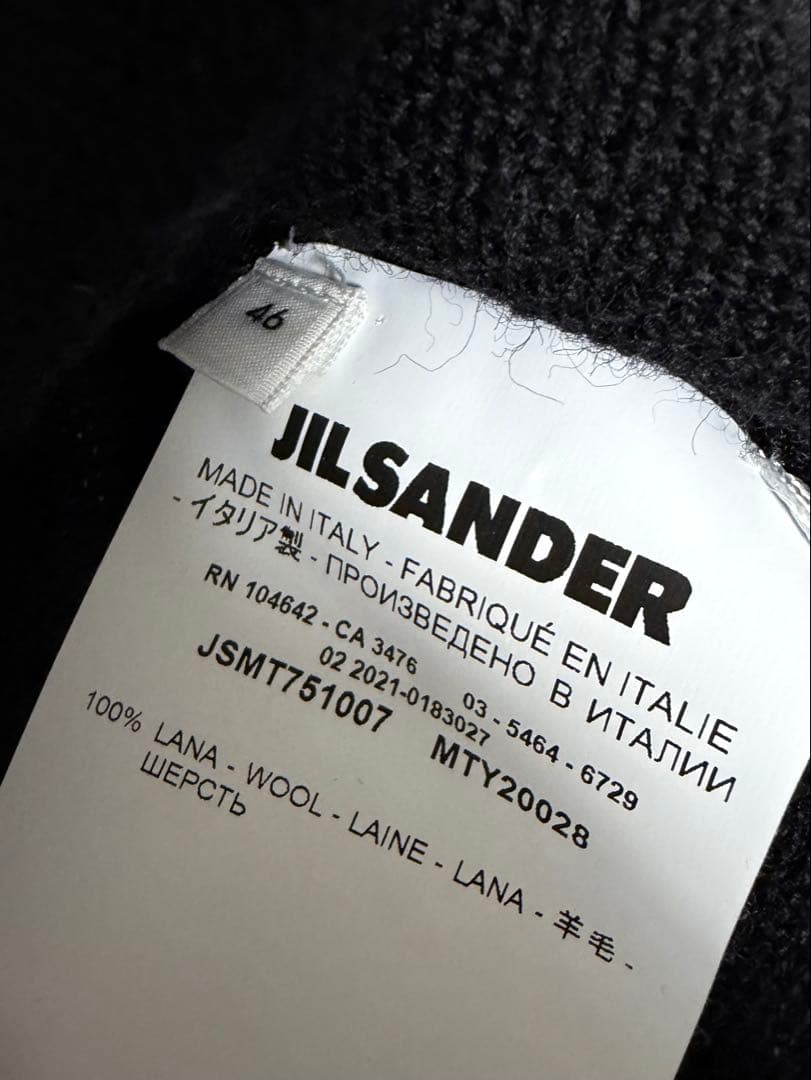 46
JILSANDER
MADE IN ITALY - FABRIQUÉ EN ITALIE
- イタリア製 - ПРОИЗВЕДЕНО В ИТАЛИИ
RN 104642 - CA 3476 03 - 5464 - 6729
02 2021-0183027
JSMT751007 MTY20028
100% LANA - WOOL - LAINE - LANA - 羊毛 -
ШЕРСТЬ